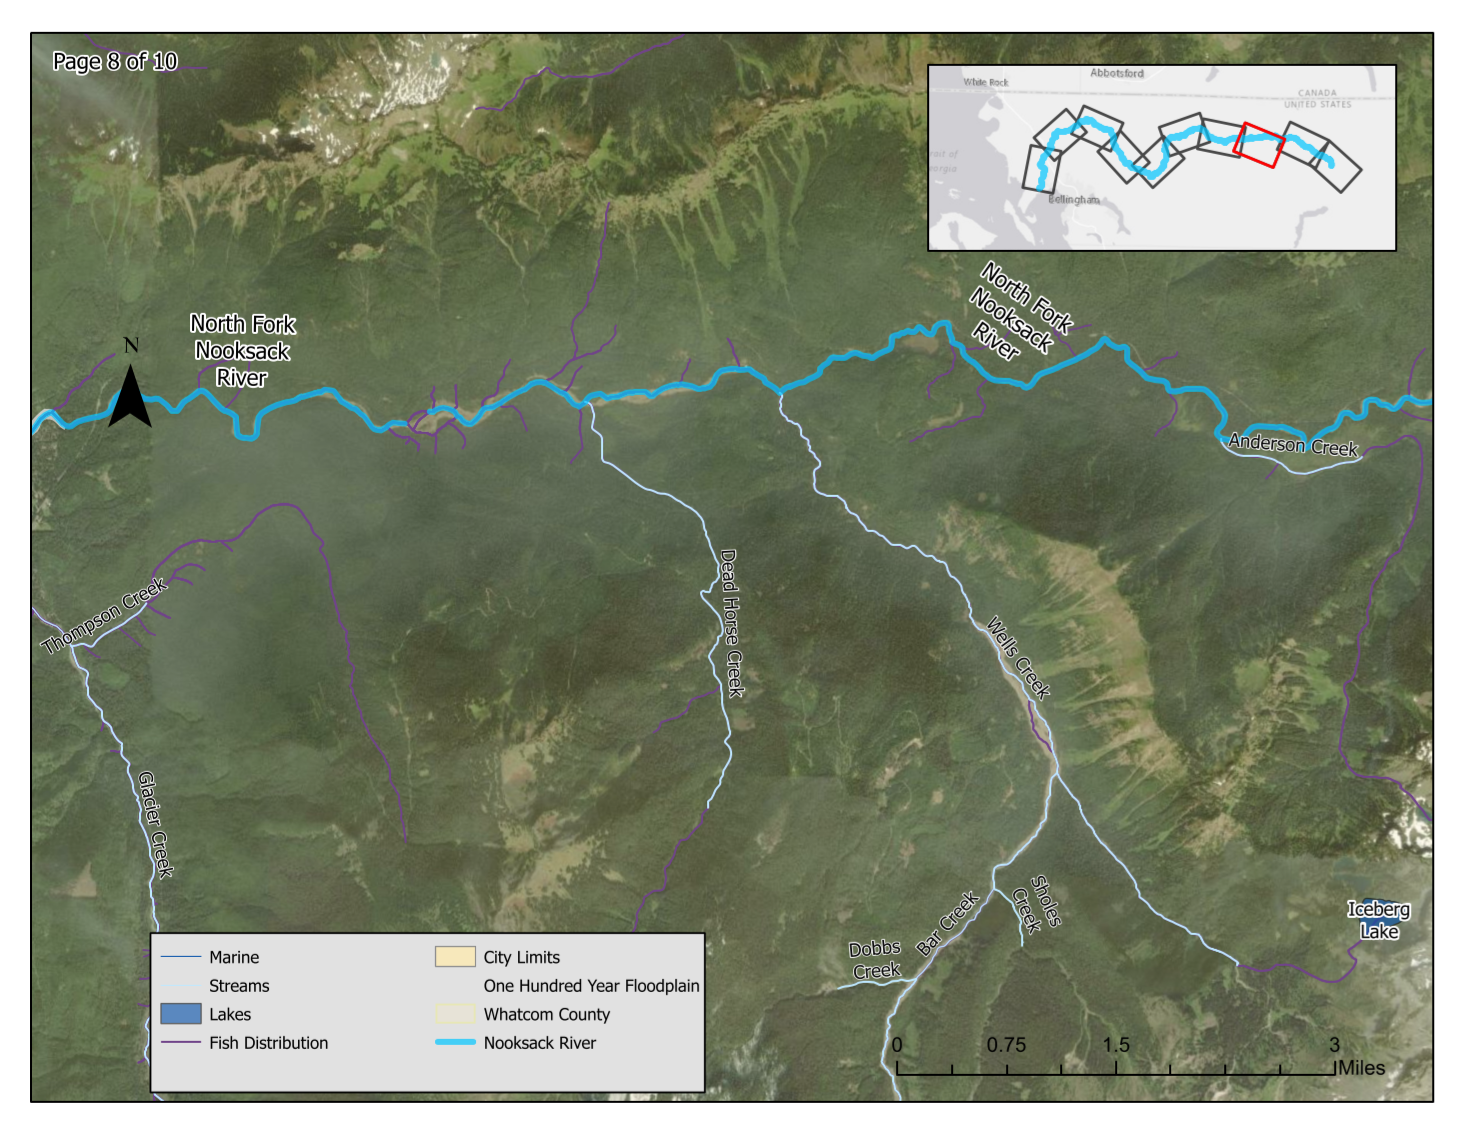 Page 8 of 10
Abbotsford
White Rock
CANADA
UNITED STATES
rait of
eorgia
Bellingham
North Fork
Nooksack
River
North Fork
Nooksack
River
N
Anderson Creek
Thompson Creek
Dead Horse Creek
Wells Creek
Glacier Creek
Sholes
Creek
Bar Creek
Dobbs
Creek
Iceberg
Lake
Marine
Streams
Lakes
Fish Distribution
City Limits
One Hundred Year Floodplain
Whatcom County
Nooksack River
0 0.75 1.5 3
Miles